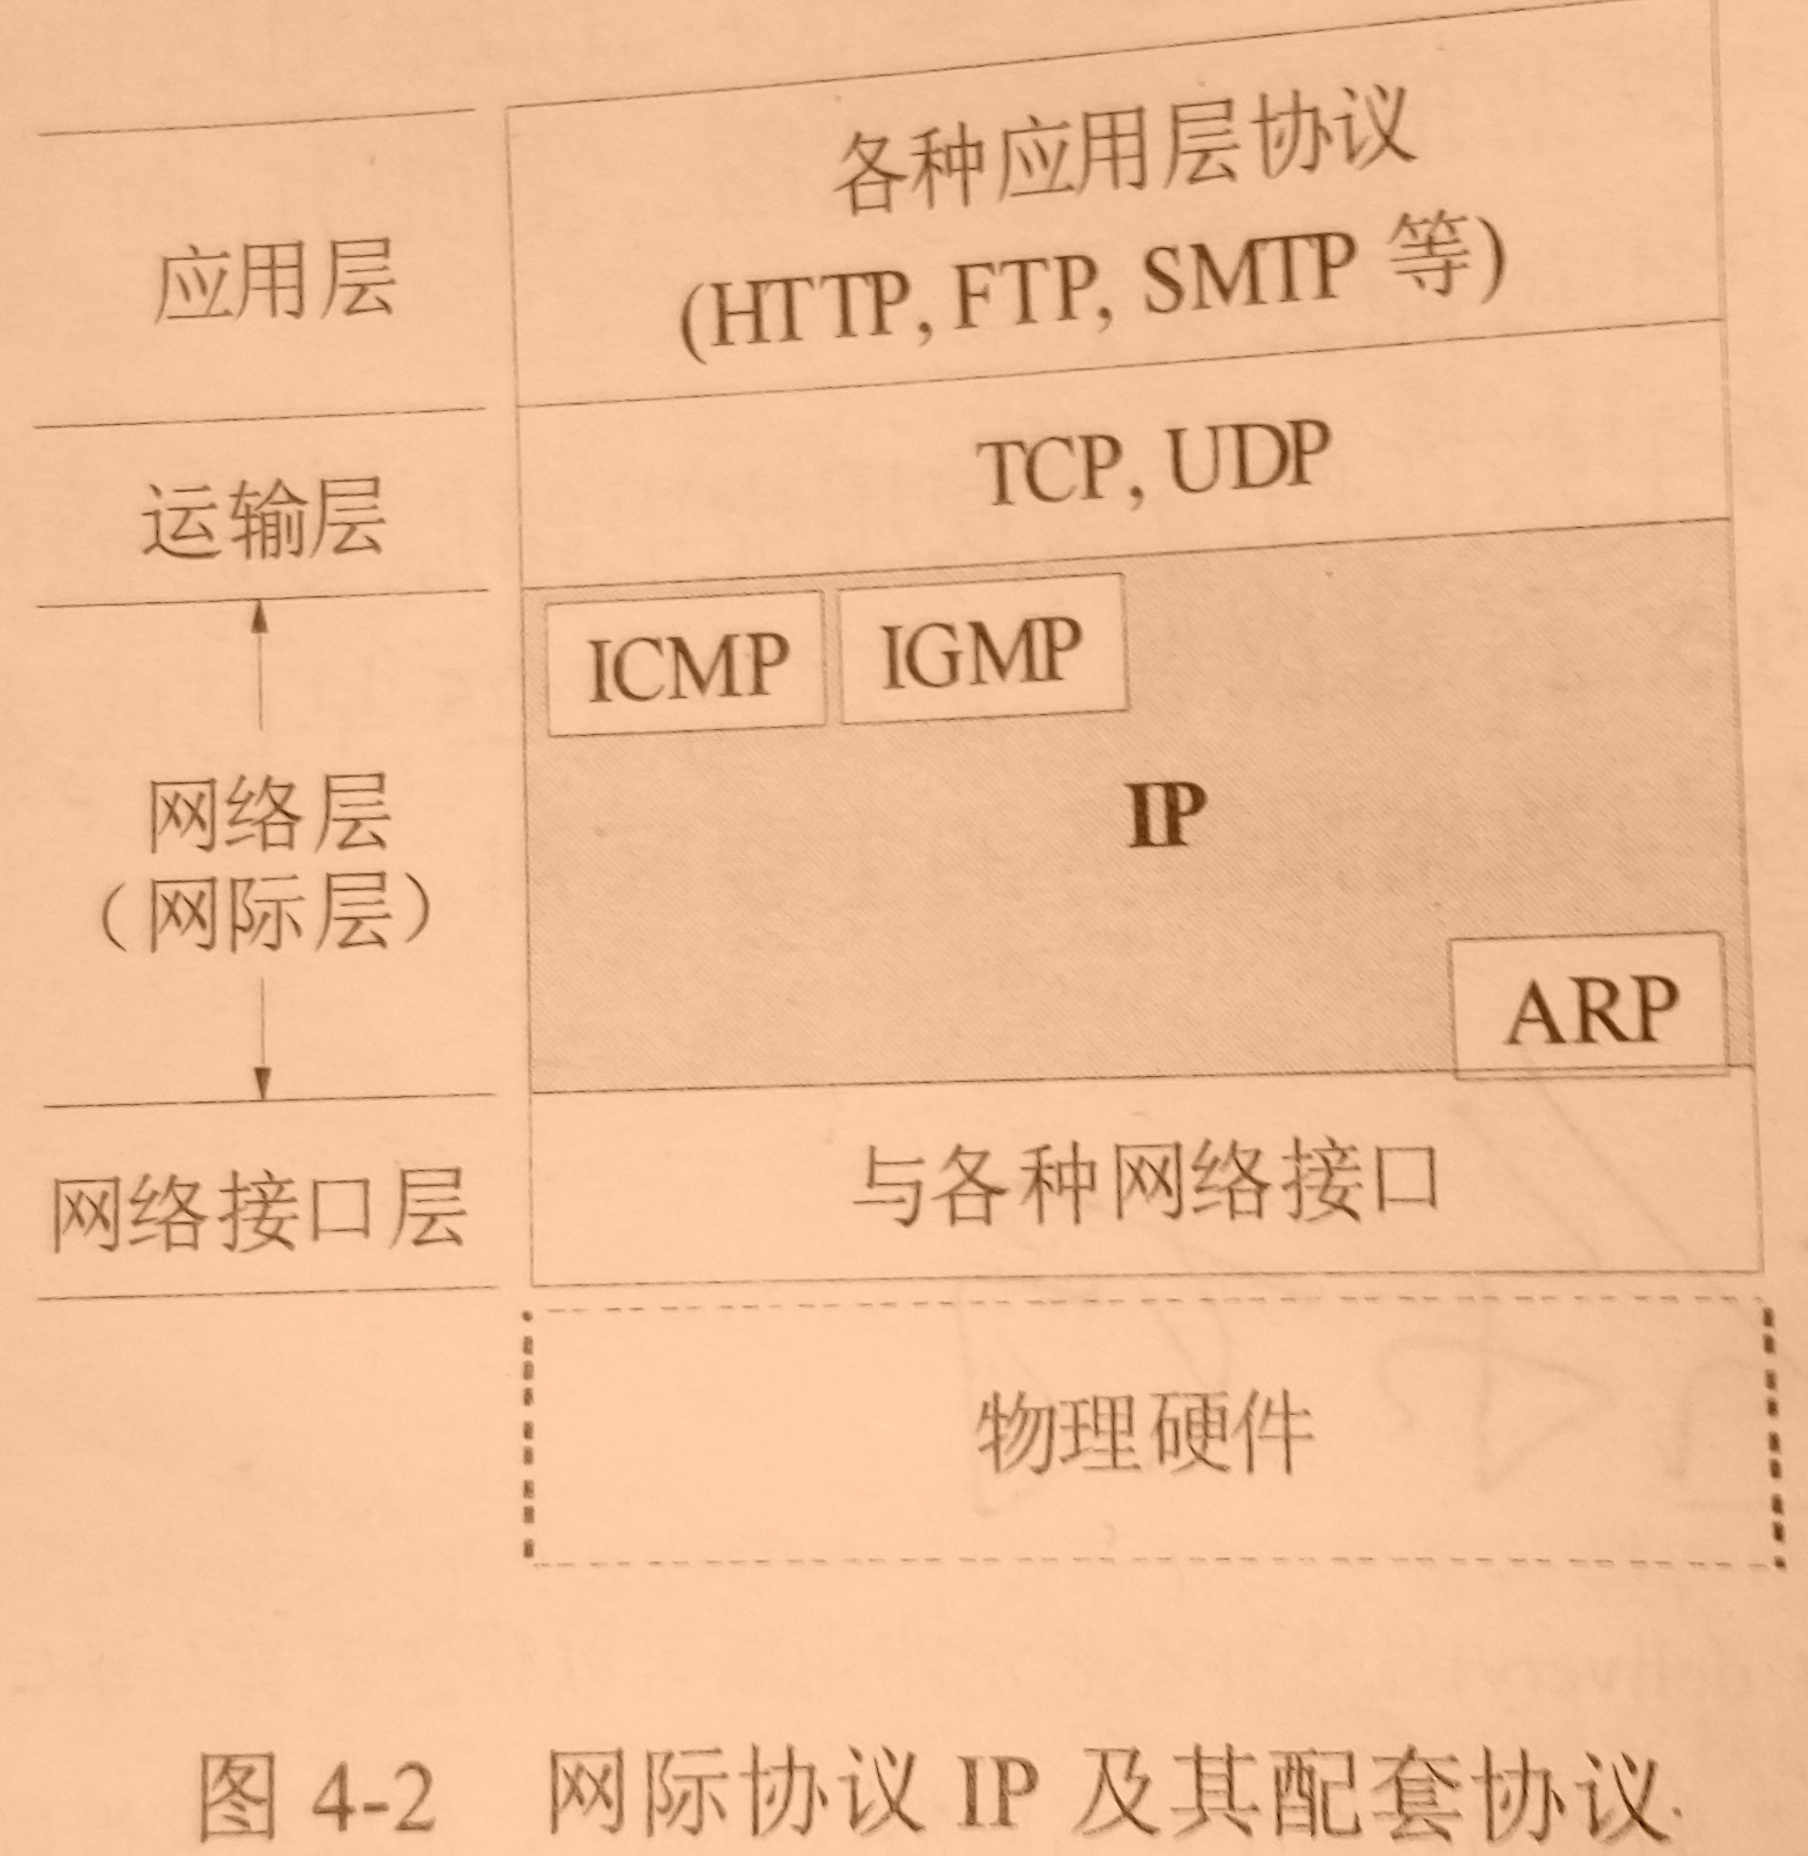 各种应用层协议
(HTTP, FTP, SMTP 等)
应用层
TCP, UDP
运输层
ICMP
IGMP
网络层
(网际层)
IP
ARP
网络接口层
与各种网络接口
物理硬件
图 4-2 网际协议 IP 及其配套协议